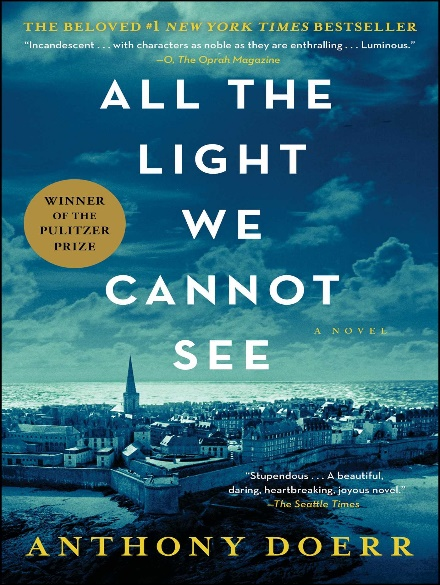 THE BELOVED #1 NEW YORK TIMES BESTSELLER
"Incandescent . . . with characters as noble as they are enthralling . . . Luminous."
—O, The Oprah Magazine
ALL THE
LIGHT
WE
CANNOT
SEE
WINNER
OF THE
PULITZER
PRIZE
A NOVEL
"Stupendous . . . A beautiful,
daring, heartbreaking, joyous novel."
—The Seattle Times
ANTHONY DOERR